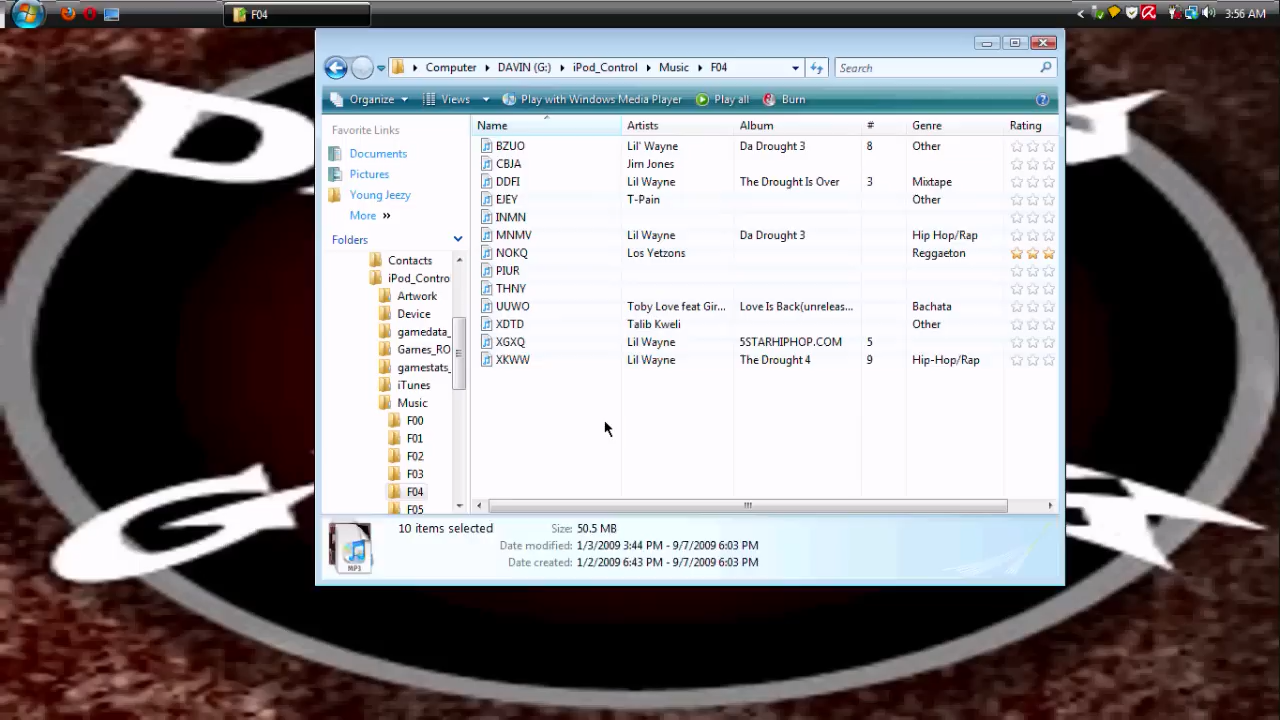 F04
<
3:56 AM
Computer DAVIN (G:) iPod_Control Music F04
Search
Organize Views Play with Windows Media Player Play all Burn
Favorite Links
Documents
Pictures
Young Jeezy
More »
Folders
Contacts
iPod_Contro
Artwork
Device
gamedata_
Games_RO
gamestats_
iTunes
Music
F00
F01
F02
F03
F04
F05
Name Artists Album # Genre Rating
BZUO Lil' Wayne Da Drought 3 8 Other
CBJA Jim Jones
DDFI Lil Wayne The Drought Is Over 3 Mixtape
EJEY T-Pain Other
INMN
MNMV Lil Wayne Da Drought 3 Hip Hop/Rap
NOKQ Los Yetzons Reggaeton
PIUR
THNY
UUWO Toby Love feat Gir... Love Is Back(unreleas... Bachata
XDTD Talib Kweli Other
XGXQ Lil Wayne 5STARHIPHOP.COM 5
XKWW Lil Wayne The Drought 4 9 Hip-Hop/Rap
MP3
10 items selected
Size: 50.5 MB
Date modified: 1/3/2009 3:44 PM - 9/7/2009 6:03 PM
Date created: 1/2/2009 6:43 PM - 9/7/2009 6:03 PM